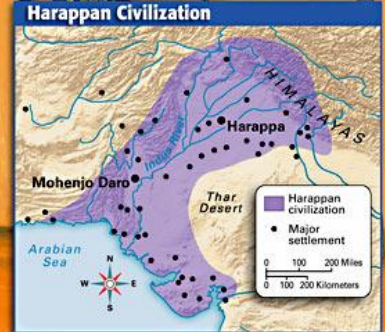 Harappan Civilization
HIMALAYAS
Indus River
Harappa
Mohenjo Daro
Thar
Desert
Harappan
civilization
Major
settlement
0 100 200 Miles
0 100 200 Kilometers
Arabian
Sea
N
W E
S